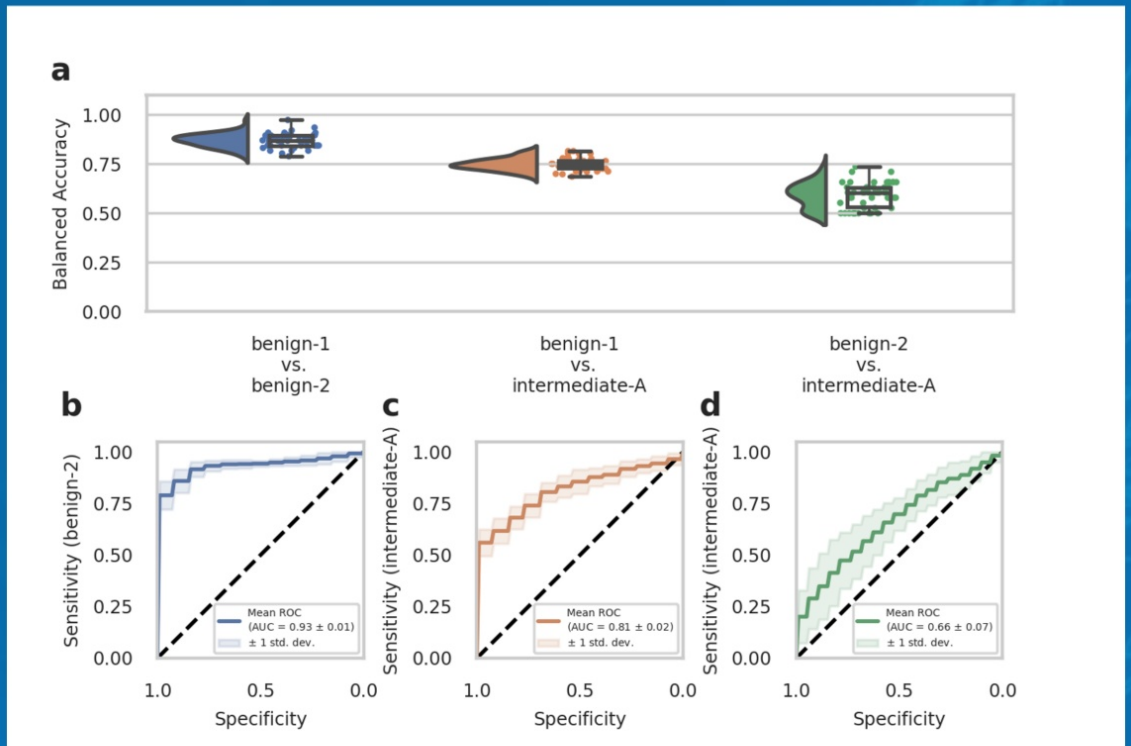 a
Balanced Accuracy
1.00
0.75
0.50
0.25
0.00
benign-1
vs.
benign-2
benign-1
vs.
intermediate-A
benign-2
vs.
intermediate-A
b
Sensitivity (benign-2)
1.00
0.75
0.50
0.25
0.00
Mean ROC
(AUC = 0.93 ± 0.01)
± 1 std. dev.
1.0 0.5 0.0
Specificity
c
Sensitivity (intermediate-A)
1.00
0.75
0.50
0.25
0.00
Mean ROC
(AUC = 0.81 ± 0.02)
± 1 std. dev.
1.0 0.5 0.0
Specificity
d
Sensitivity (intermediate-A)
1.00
0.75
0.50
0.25
0.00
Mean ROC
(AUC = 0.66 ± 0.07)
± 1 std. dev.
1.0 0.5 0.0
Specificity